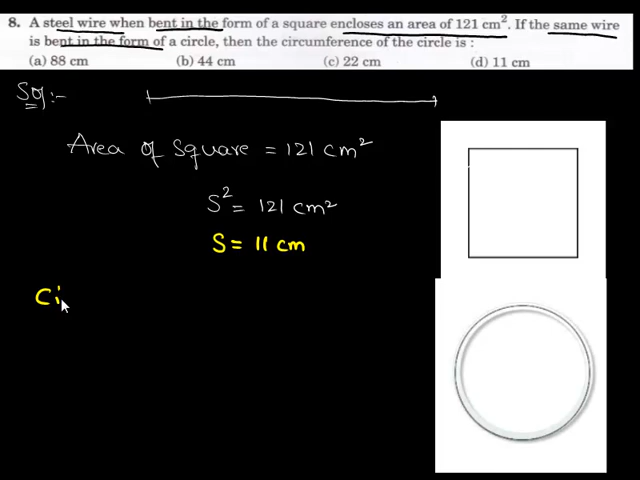 8. A steel wire when bent in the form of a square encloses an area of 121 cm². If the same wire
is bent in the form of a circle, then the circumference of the circle is :
(a) 88 cm (b) 44 cm (c) 22 cm (d) 11 cm
Sol:-
Area of Square = 121 cm²
S² = 121 cm²
S = 11 cm
Ci